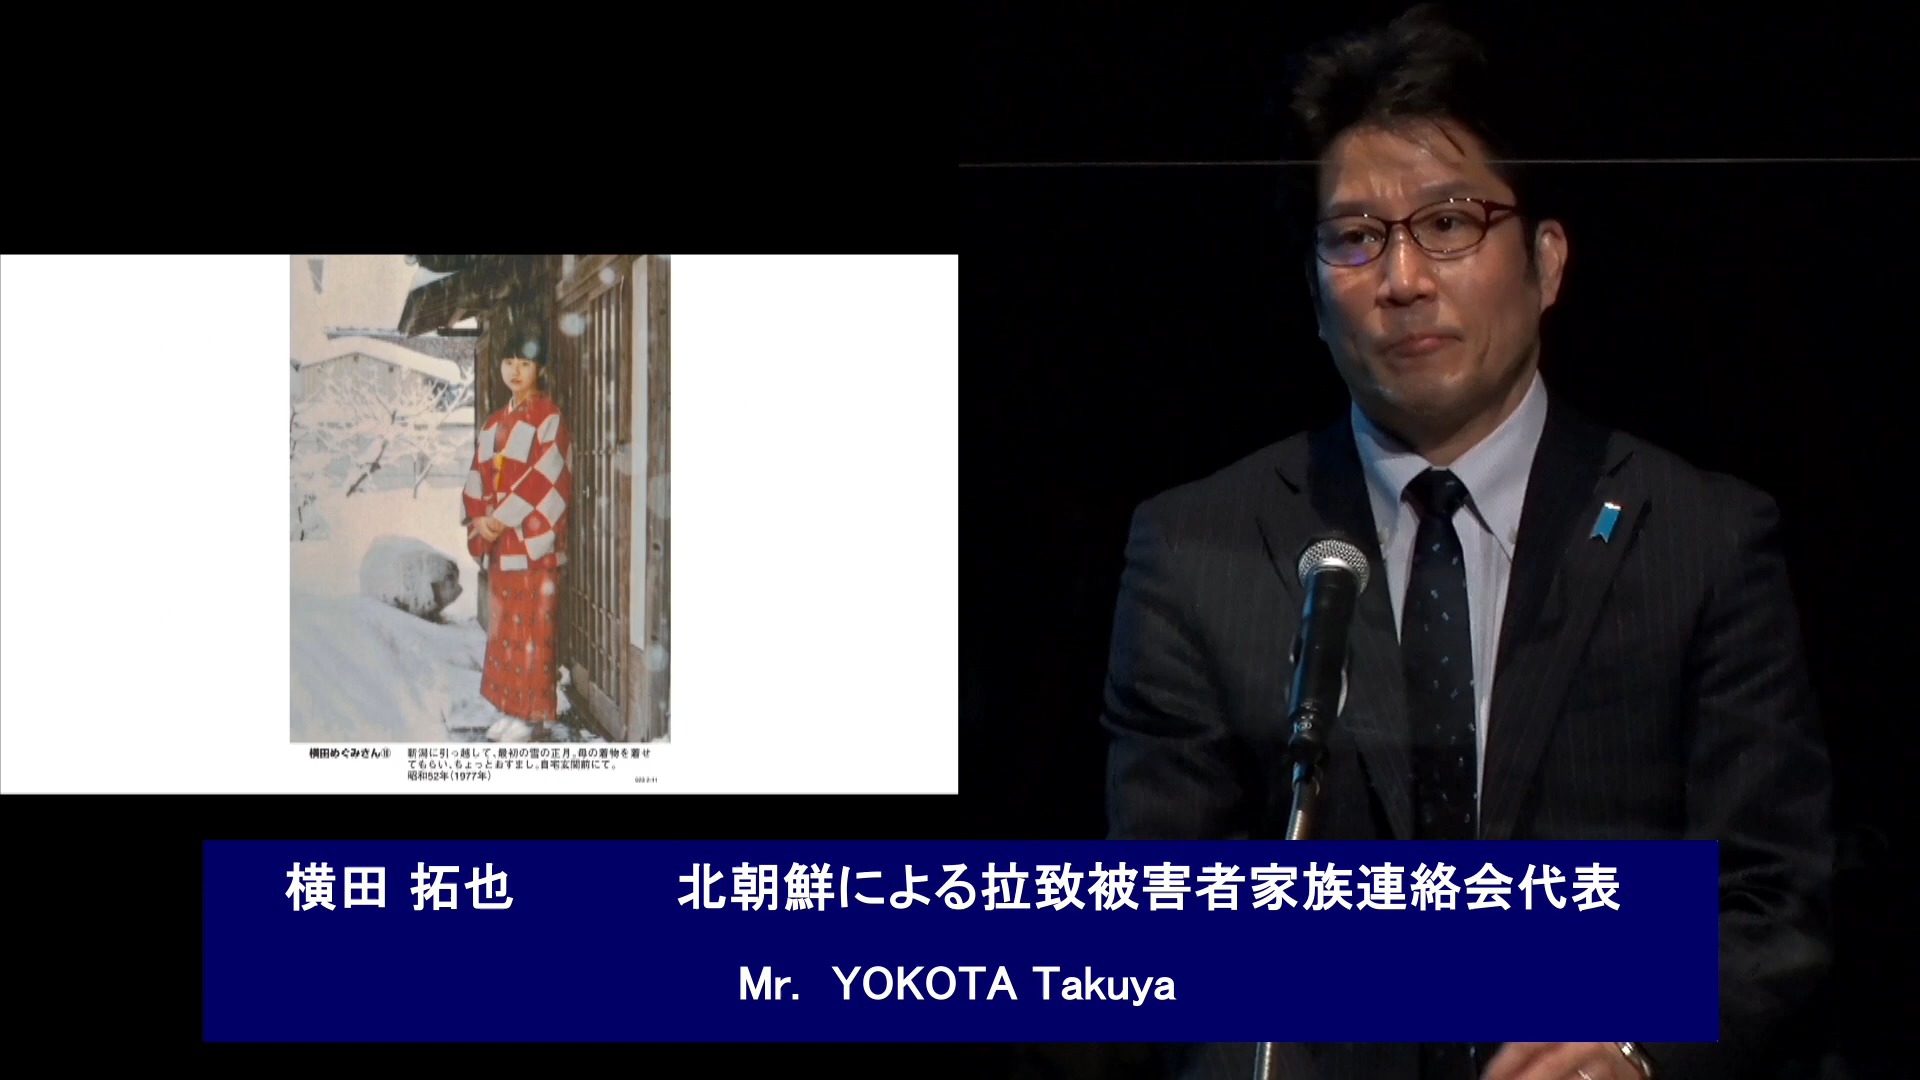 横田めぐみさん⑯ 新潟に引っ越して、最初の雪の正月。母の着物を着せ
てもらい、ちょっとおすまし。自宅玄関前にて。
昭和52年(1977年)
横田 拓也 北朝鮮による拉致被害者家族連絡会代表
Mr. YOKOTA Takuya